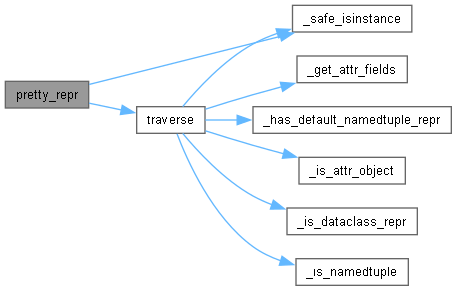 _safe_isinstance
_get_attr_fields
pretty_repr
traverse
_has_default_namedtuple_repr
_is_attr_object
_is_dataclass_repr
_is_namedtuple